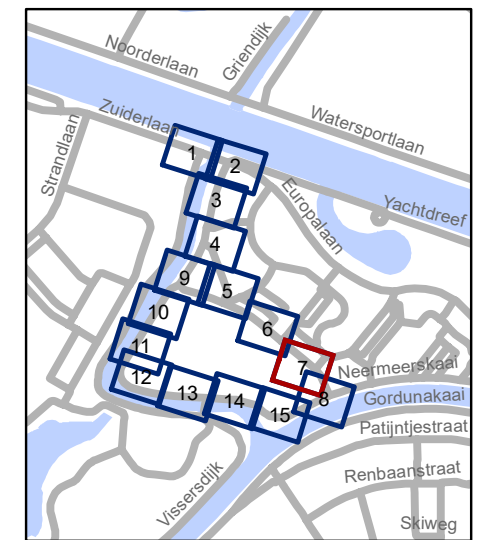 Noorderlaan
Griendijk
Watersportlaan
Zuiderlaan
Strandlaan
Europalaan
Yachtdreef
1
2
3
4
9
5
10
6
11
7
Neermeerskaai
12
13
14
15
8
Gordunakaai
Patijntjestraat
Renbaanstraat
Vissersdijk
Skiweg